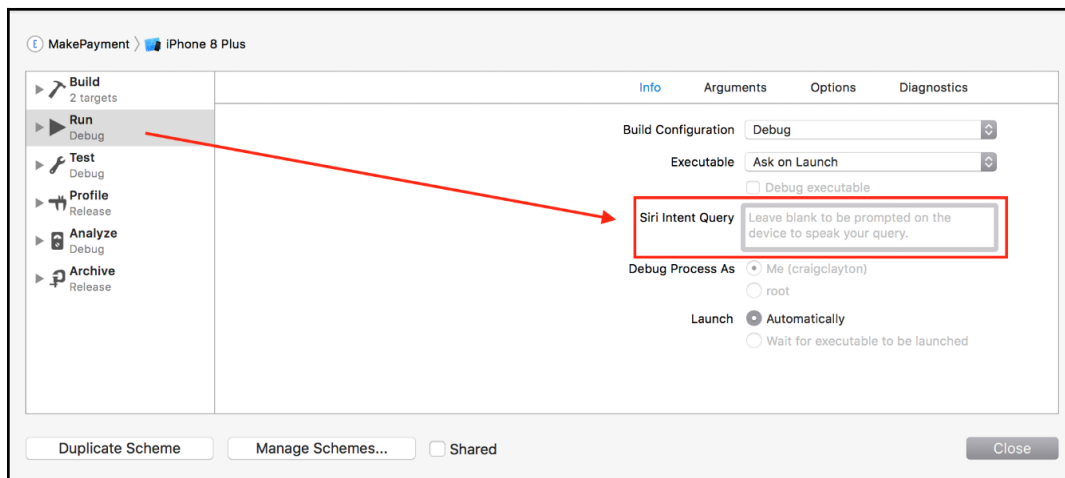 E MakePayment iPhone 8 Plus
Build
2 targets
Run
Debug
Test
Debug
Profile
Release
Analyze
Debug
Archive
Release
Info Arguments Options Diagnostics
Build Configuration Debug
Executable Ask on Launch
Debug executable
Siri Intent Query Leave blank to be prompted on the
device to speak your query.
Debug Process As Me (craigclayton)
root
Launch Automatically
Wait for executable to be launched
Duplicate Scheme Manage Schemes... Shared Close